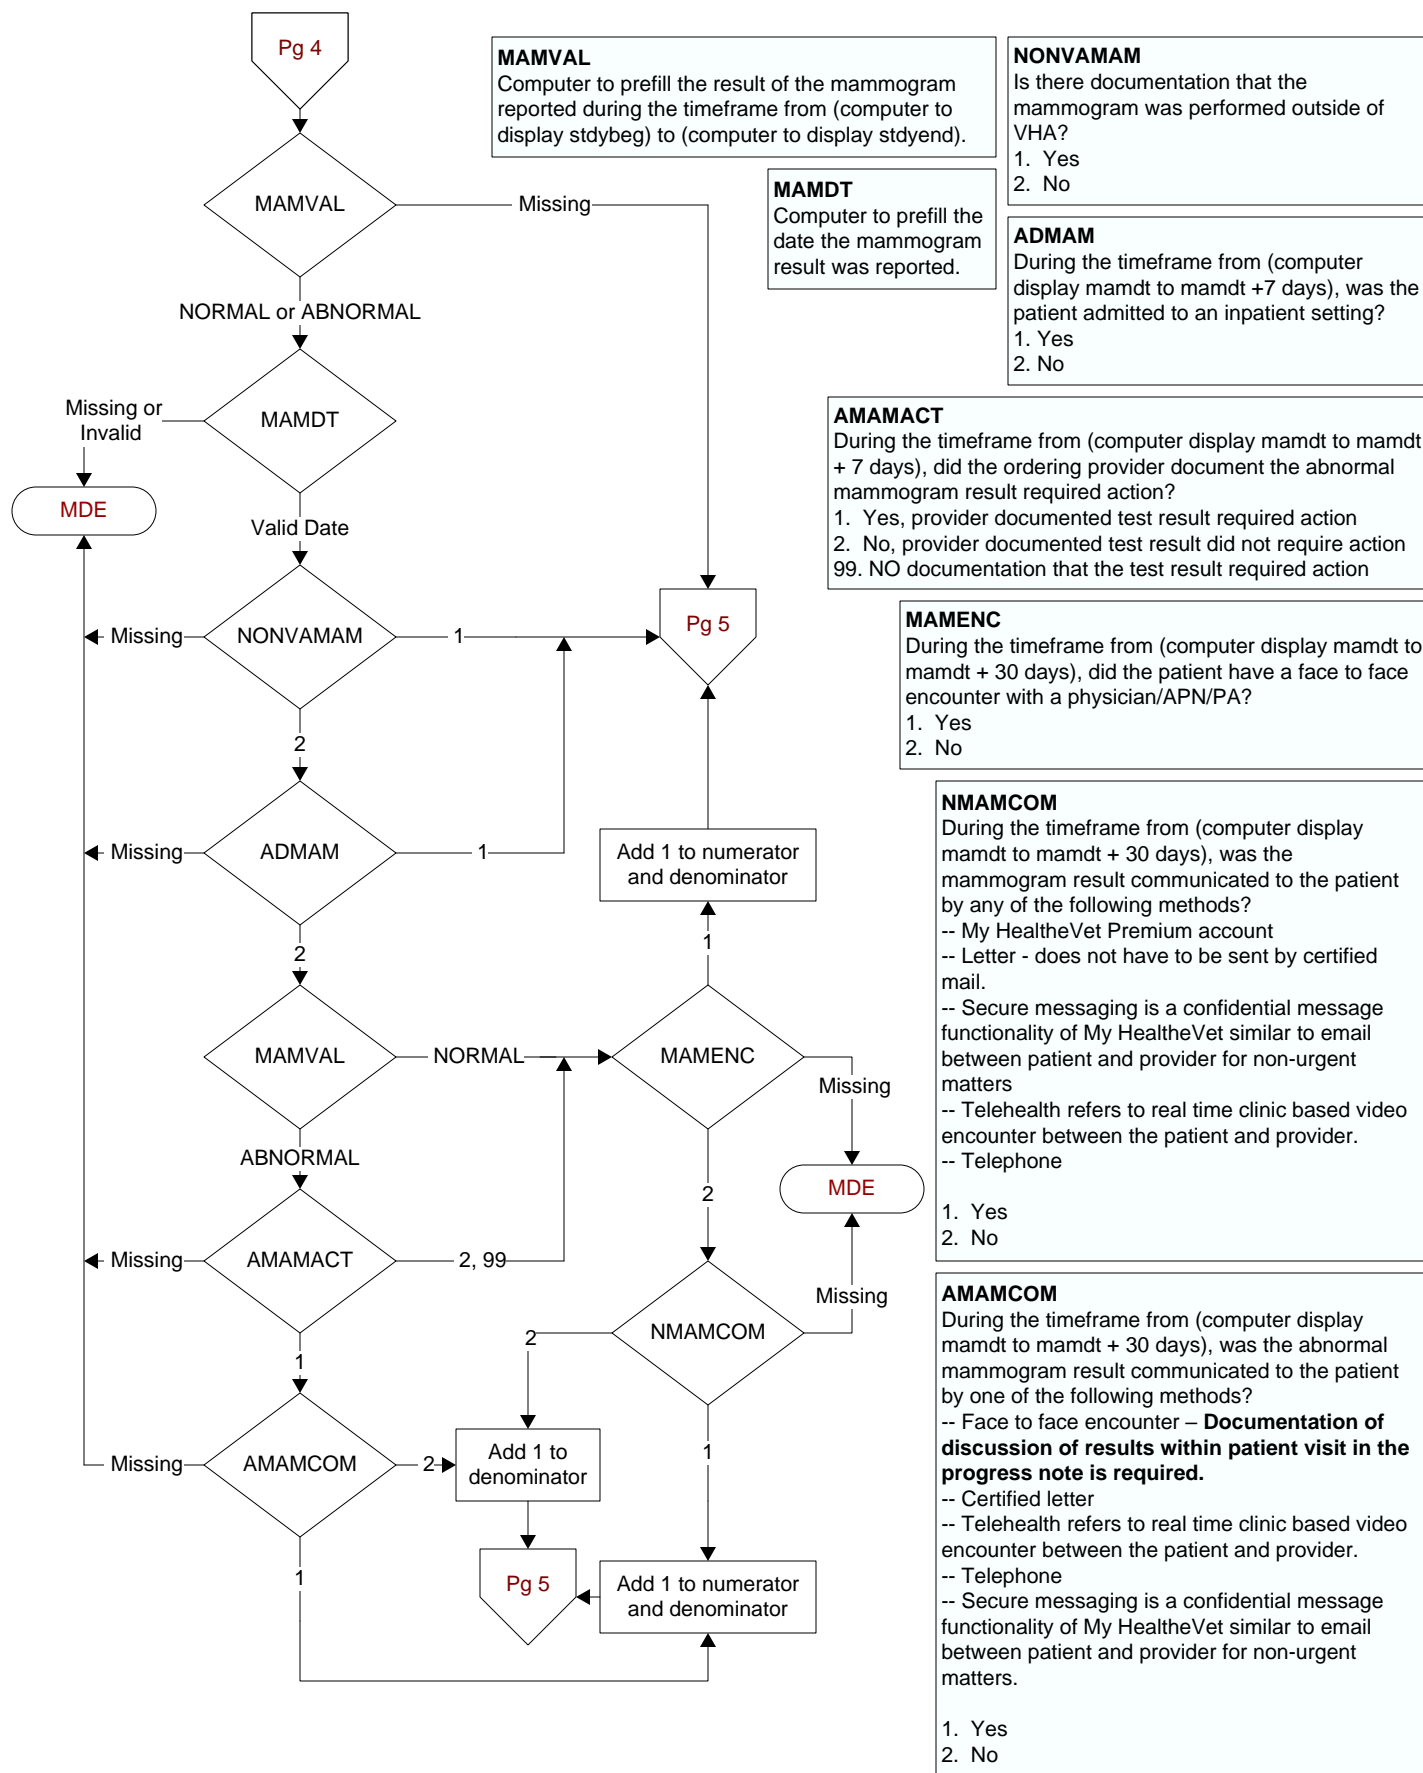 Pg 4
MAMVAL
Computer to prefill the result of the mammogram
reported during the timeframe from (computer to
display stdybeg) to (computer to display stdyend).
NONVAMAM
Is there documentation that the
mammogram was performed outside of
VHA?
1.  Yes
2.  No
MAMDT
Computer to prefill the
date the mammogram
result was reported.
ADMAM
During the timeframe from (computer
display mamdt to mamdt +7 days), was the
patient admitted to an inpatient setting?
1. Yes
2. No
AMAMACT
During the timeframe from (computer display mamdt to mamdt
+ 7 days), did the ordering provider document the abnormal
mammogram result required action?
1.  Yes, provider documented test result required action
2.  No, provider documented test result did not require action
99. NO documentation that the test result required action
MAMENC
During the timeframe from (computer display mamdt to
mamdt + 30 days), did the patient have a face to face
encounter with a physician/APN/PA?
1.  Yes
2.  No
NMAMCOM
During the timeframe from (computer display
mamdt to mamdt + 30 days), was the
mammogram result communicated to the patient
by any of the following methods?
-- My HealtheVet Premium account
-- Letter - does not have to be sent by certified
mail.
-- Secure messaging is a confidential message
functionality of My HealtheVet similar to email
between patient and provider for non-urgent
matters
-- Telehealth refers to real time clinic based video
encounter between the patient and provider.
-- Telephone
1.  Yes
2.  No
AMAMCOM
During the timeframe from (computer display
mamdt to mamdt + 30 days), was the abnormal
mammogram result communicated to the patient
by one of the following methods?
-- Face to face encounter – Documentation of
discussion of results within patient visit in the
progress note is required.
-- Certified letter
-- Telehealth refers to real time clinic based video
encounter between the patient and provider.
-- Telephone
-- Secure messaging is a confidential message
functionality of My HealtheVet similar to email
between patient and provider for non-urgent
matters.
1.  Yes
2.  No
MAMVAL
Missing
NORMAL or ABNORMAL
MAMDT
Missing or
Invalid
MDE
Valid Date
NONVAMAM
Missing
1
Pg 5
2
ADMAM
Missing
1
2
Add 1 to numerator
and denominator
1
MAMVAL
NORMAL
MAMENC
Missing
ABNORMAL
MDE
2
AMAMACT
Missing
2, 99
1
NMAMCOM
Missing
2
1
AMAMCOM
Missing
2
Add 1 to
denominator
1
Pg 5
Add 1 to numerator
and denominator